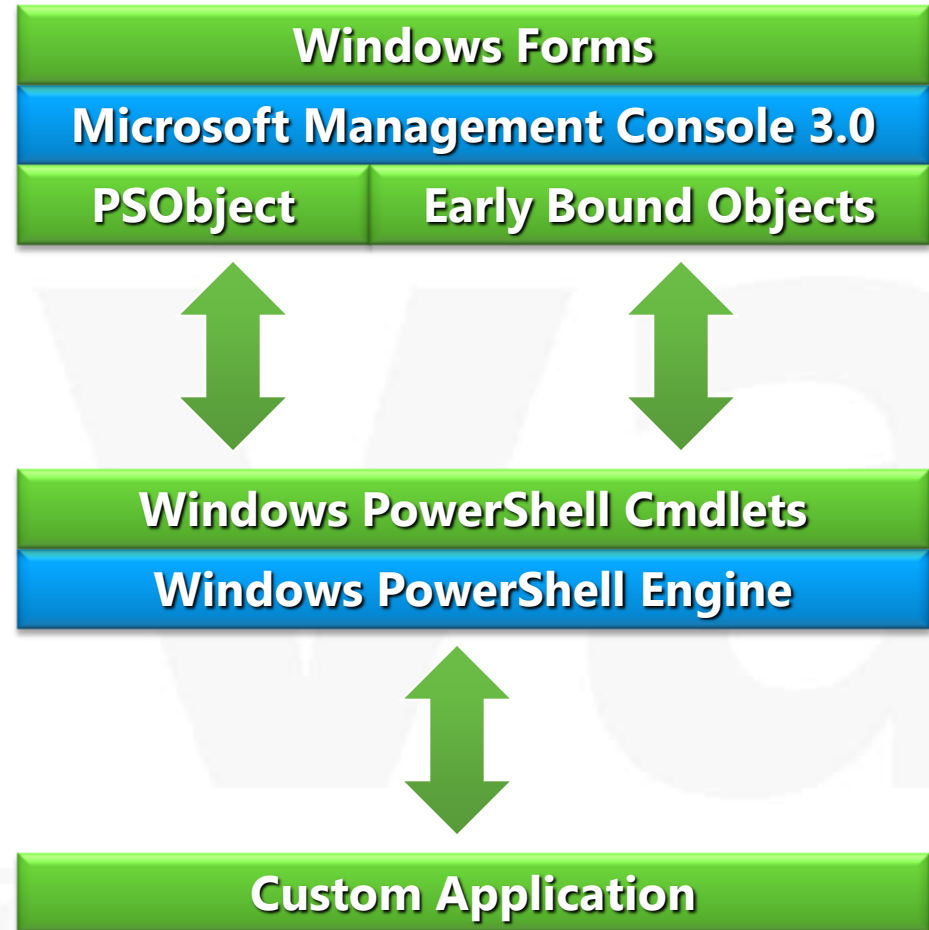 Windows Forms
Microsoft Management Console 3.0
PSObject Early Bound Objects
Windows PowerShell Cmdlets
Windows PowerShell Engine
Custom Application